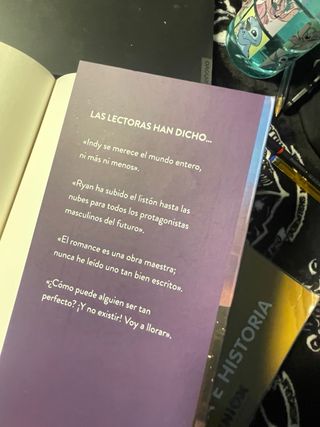 LAS LECTORAS HAN DICHO...
«Indy se merece el mundo entero,
ni más ni menos».
«Ryan ha subido el listón hasta las
nubes para todos los protagonistas
masculinos del futuro».
«El romance es una obra maestra;
nunca he leído uno tan bien escrito».
«¿Cómo puede alguien ser tan
perfecto? ¡Y no existir! Voy a llorar».
E HISTORIA